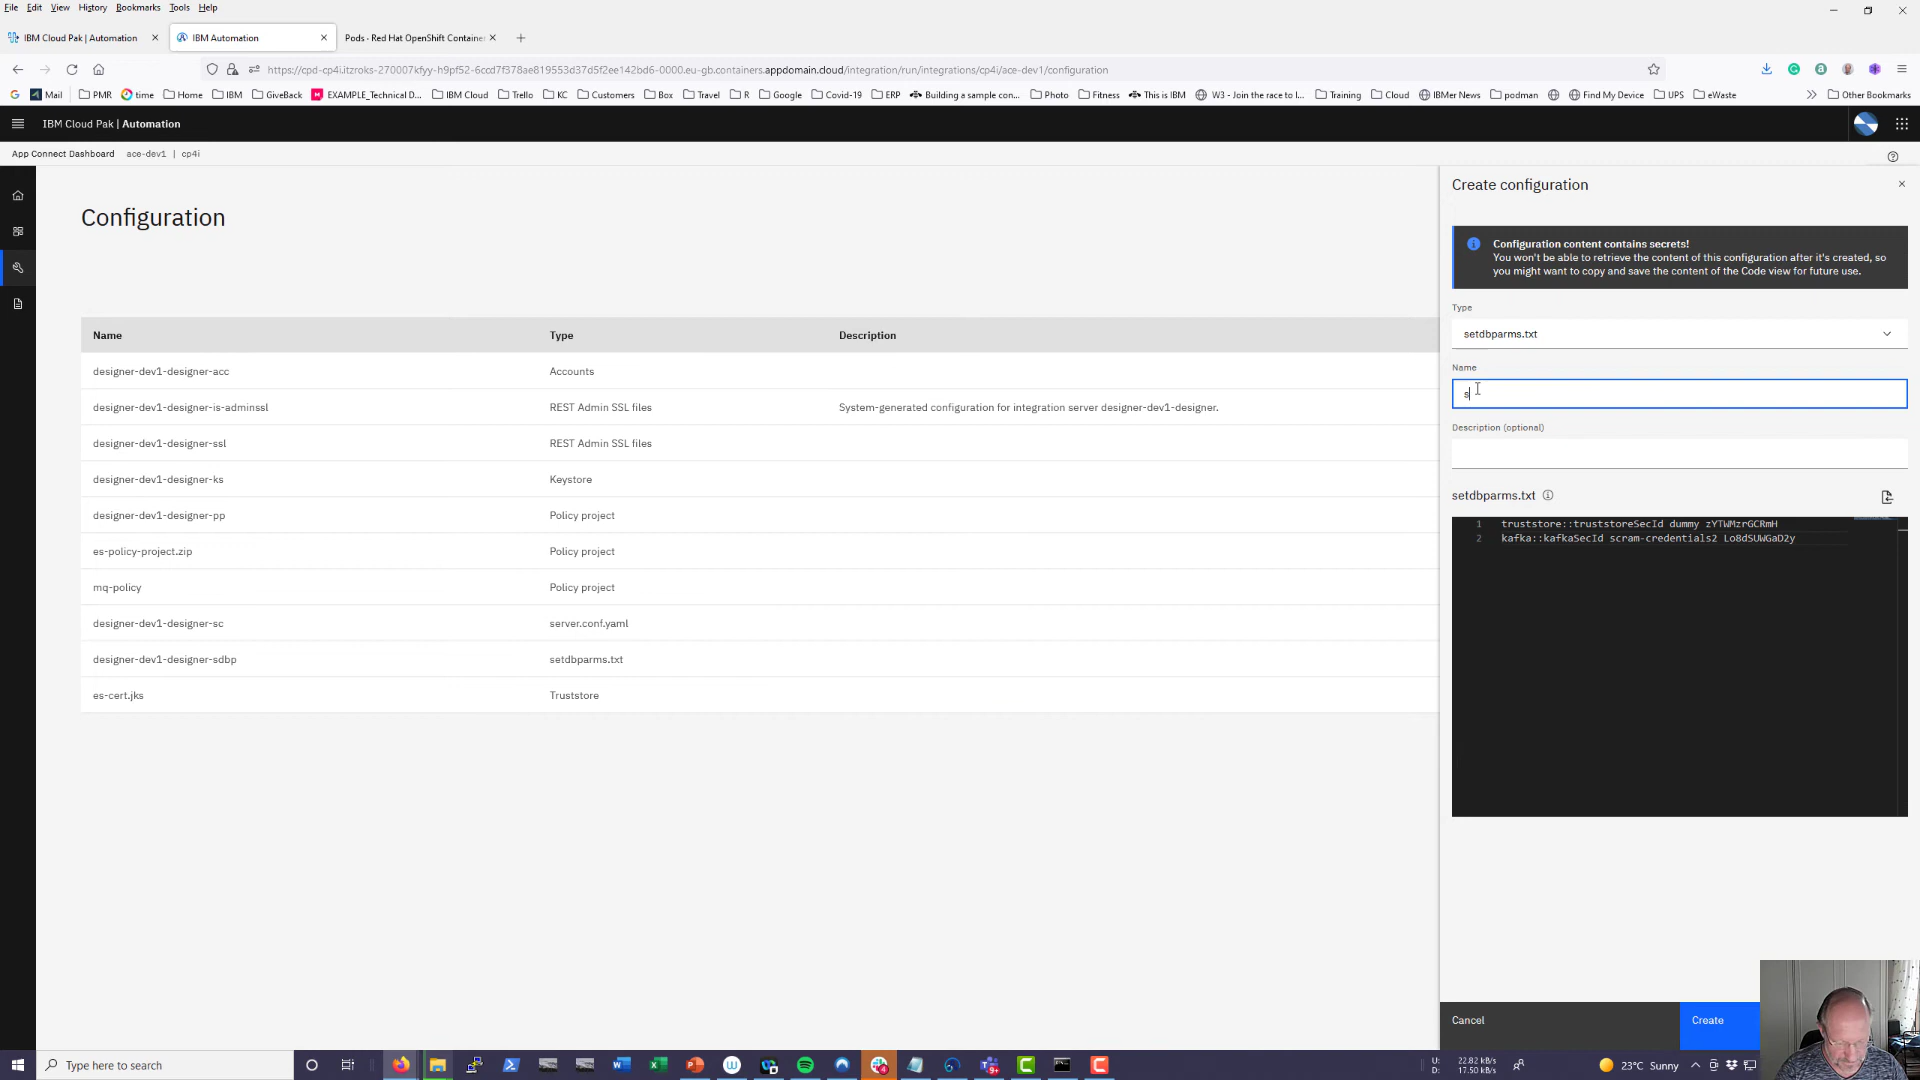 File Edit View History Bookmarks Tools Help
IBM Cloud Pak | Automation × IBM Automation × Pods · Red Hat OpenShift Container × +
https://cpd-cp4i.itzroks-270007kfyy-h9pf52-6ccd7f378ae819553d37d5f2ee142bd6-0000.eu-gb.containers.appdomain.cloud/integration/run/integrations/cp4i/ace-dev1/configuration
G Mail PMR time Home IBM GiveBack EXAMPLE_Technical D... IBM Cloud Trello KC Customers Box Travel R Google Covid-19 ERP Building a sample con... Photo Fitness This is IBM W3 - Join the race to I... Training Cloud IBMer News podman Find My Device UPS eWaste Other Bookmarks
IBM Cloud Pak | Automation
App Connect Dashboard ace-dev1 | cp4i
Configuration
Name Type Description
designer-dev1-designer-acc Accounts
designer-dev1-designer-is-adminssl REST Admin SSL files System-generated configuration for integration server designer-dev1-designer.
designer-dev1-designer-ssl REST Admin SSL files
designer-dev1-designer-ks Keystore
designer-dev1-designer-pp Policy project
es-policy-project.zip Policy project
mq-policy Policy project
designer-dev1-designer-sc server.conf.yaml
designer-dev1-designer-sdbp setdbparms.txt
es-cert.jks Truststore
Create configuration
Configuration content contains secrets!
You won't be able to retrieve the content of this configuration after it's created, so
you might want to copy and save the content of the Code view for future use.
Type
setdbparms.txt
Name
s
Description (optional)
setdbparms.txt
1 truststore::truststoreSecId dummy zYTWMzrGCRmH
2 kafka::kafkaSecId scram-credentials2 Lo8dSUWGaD2y
Cancel Create
Type here to search
U: 22.82 kB/s
D: 17.50 kB/s
23°C Sunny